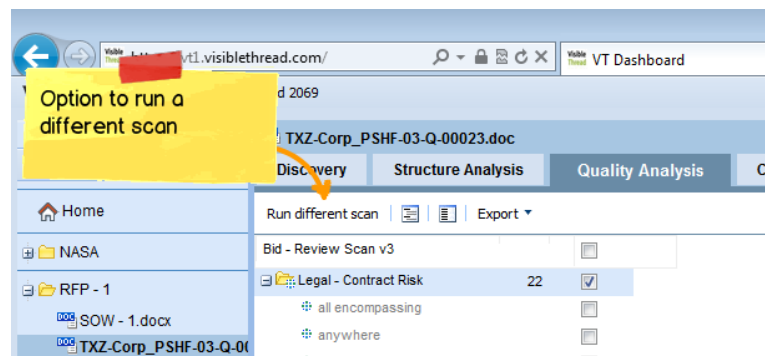 vt1.visiblethread.com/
VT Dashboard
Option to run a
different scan
d 2069
TXZ-Corp_PSHF-03-Q-00023.doc
Discovery
Structure Analysis
Quality Analysis
Home
Run different scan
Export
NASA
Bid - Review Scan v3
RFP - 1
Legal - Contract Risk
22
SOW - 1.docx
all encompassing
TXZ-Corp_PSHF-03-Q-00
anywhere